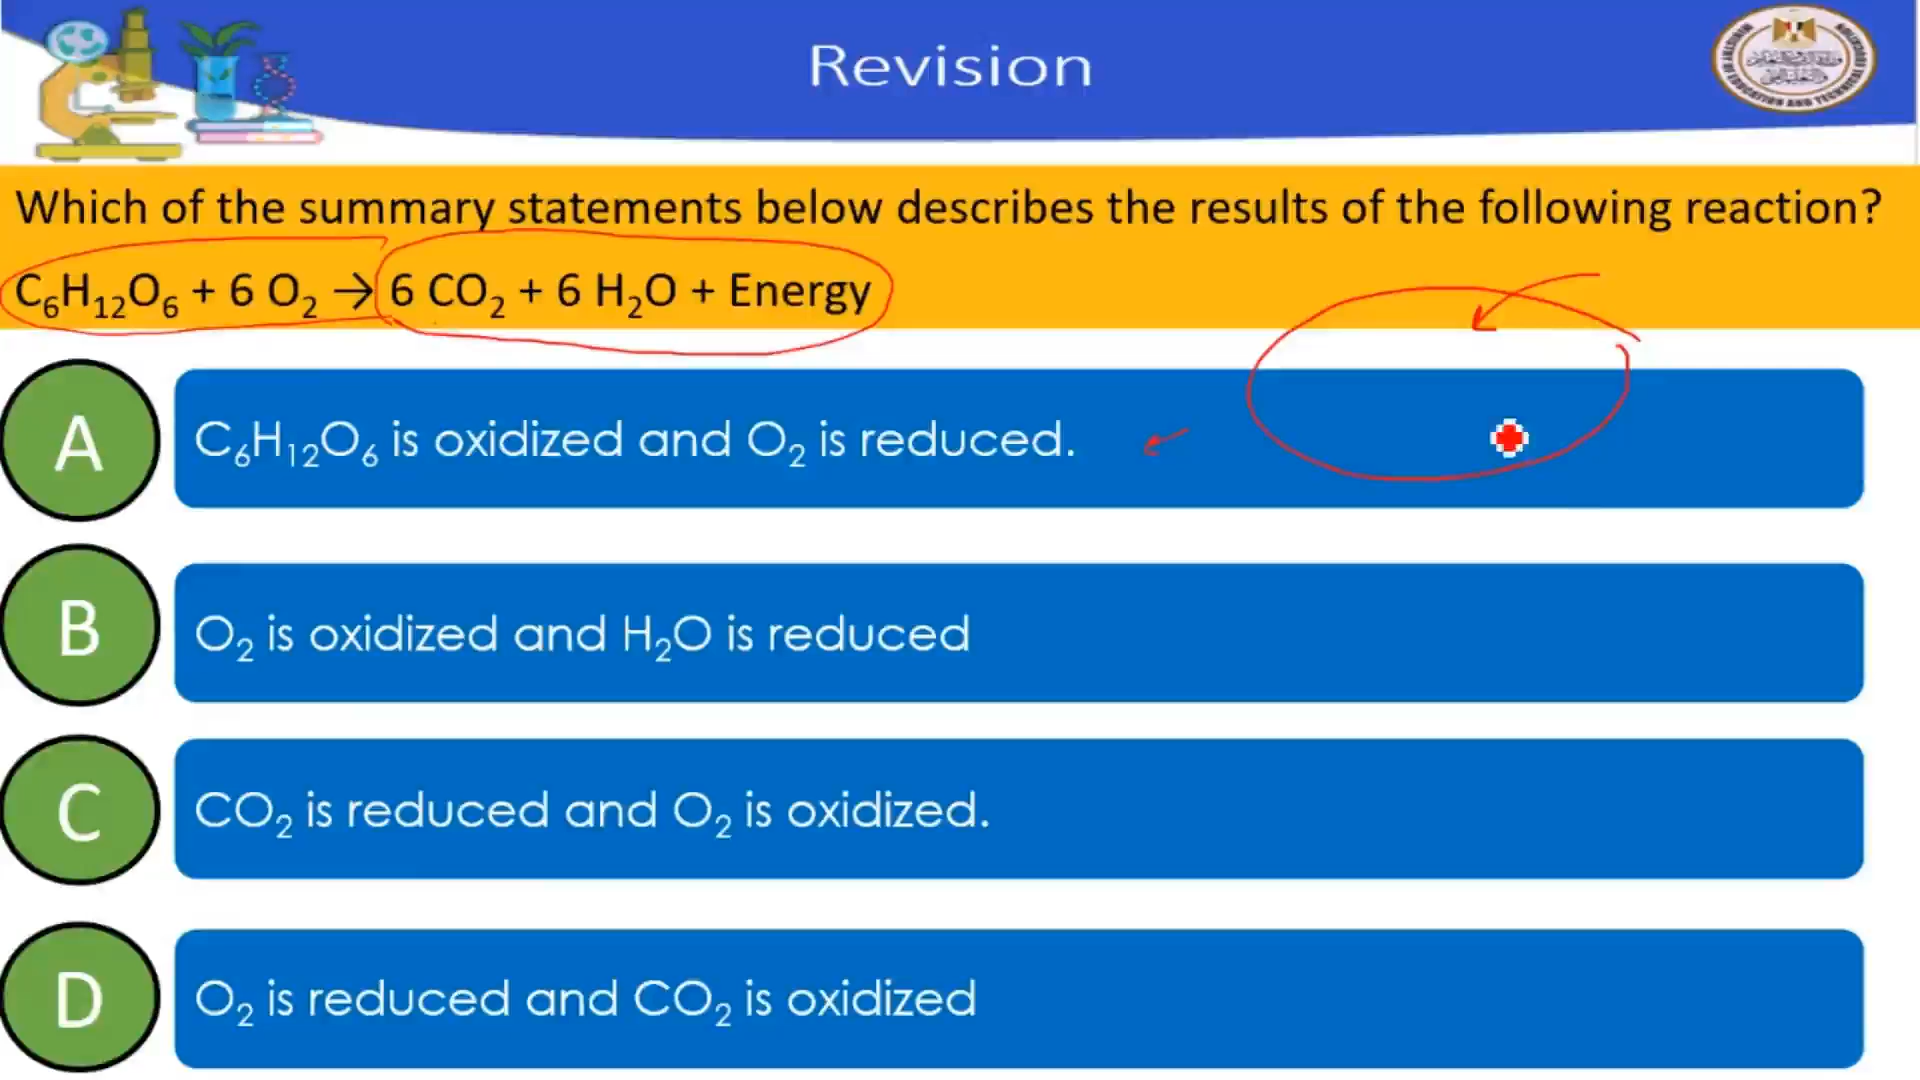 Revision
Which of the summary statements below describes the results of the following reaction?
C₆H₁₂O₆ + 6 O₂ → 6 CO₂ + 6 H₂O + Energy
A
C₆H₁₂O₆ is oxidized and O₂ is reduced.
B
O₂ is oxidized and H₂O is reduced
C
CO₂ is reduced and O₂ is oxidized.
D
O₂ is reduced and CO₂ is oxidized